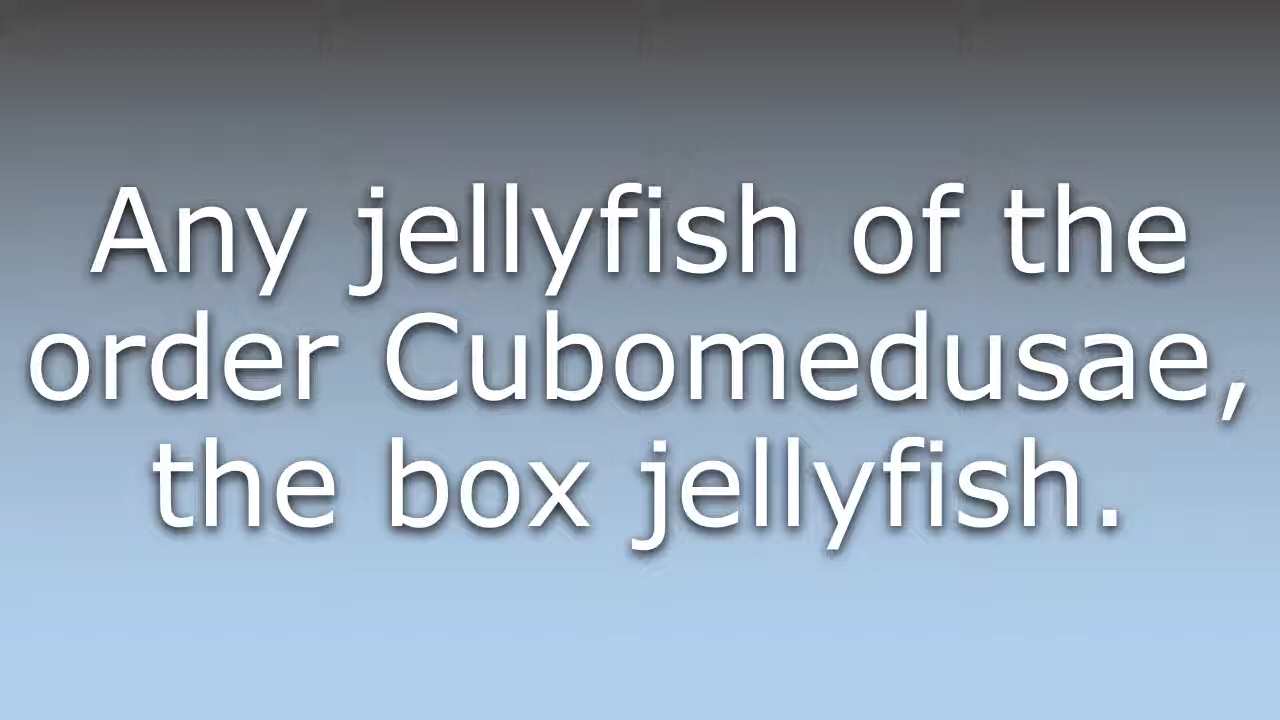 Any jellyfish of the
order Cubomedusae,
the box jellyfish.